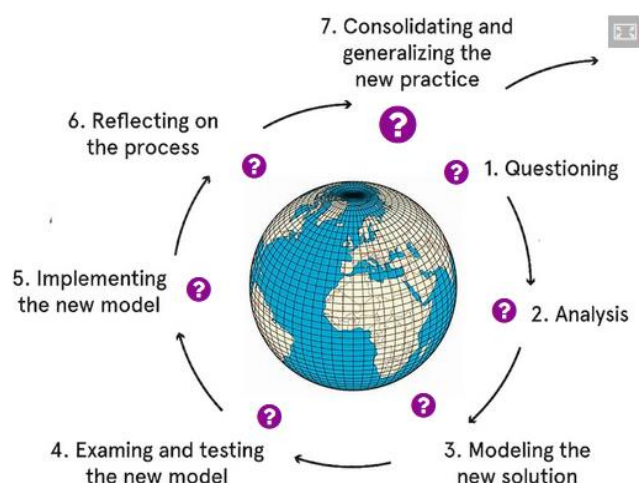 7. Consolidating and
generalizing the
new practice
6. Reflecting on
the process
?
?
?
1. Questioning
5. Implementing
the new model
?
?
2. Analysis
?
?
4. Examing and testing
the new model
3. Modeling the
new solution